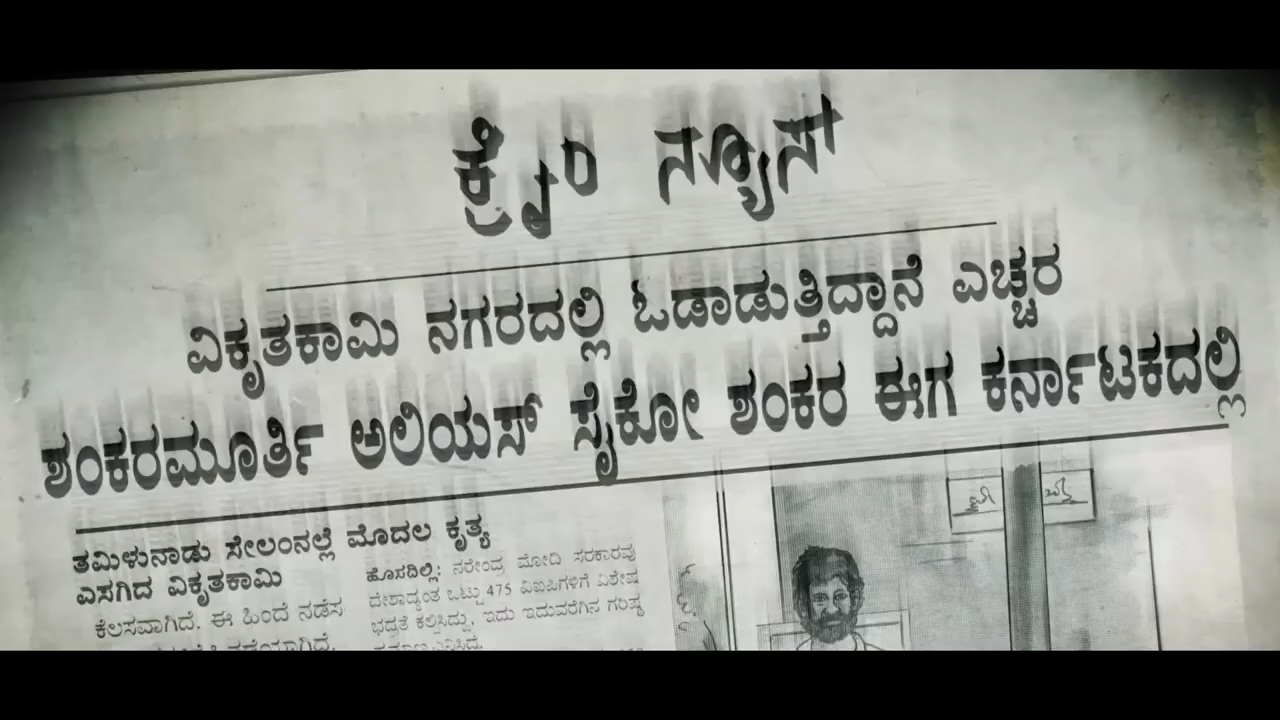 ಕ್ರೈಂ ನ್ಯೂಸ್
ವಿಕೃತಕಾಮಿ ನಗರದಲ್ಲಿ ಓಡಾಡುತ್ತಿದ್ದಾನೆ ಎಚ್ಚರ
ಶಂಕರಮೂರ್ತಿ ಅಲಿಯಸ್ ಸೈಕೋ ಶಂಕರ ಈಗ ಕರ್ನಾಟಕದಲ್ಲಿ
ತಮಿಳುನಾಡು ಸೇಲಂನಲ್ಲೆ ಮೊದಲ ಕೃತ್ಯ
ಎಸಗಿದ ವಿಕೃತಕಾಮಿ
ಕೆಲಸವಾಗಿದೆ. ಈ ಹಿಂದೆ ನಡೆಸ
ಹೊಸದಿಲ್ಲಿ: ನರೇಂದ್ರ ಮೋದಿ ಸರಕಾರವು
ದೇಶಾದ್ಯಂತ ಒಟ್ಟು 475 ವಿಐಪಿಗಳಿಗೆ ವಿಶೇಷ
ಭದ್ರತೆ ಕಲ್ಪಿಸಿದ್ದು, ಇದು ಇದುವರೆಗಿನ ಗರಿಷ್ಠ